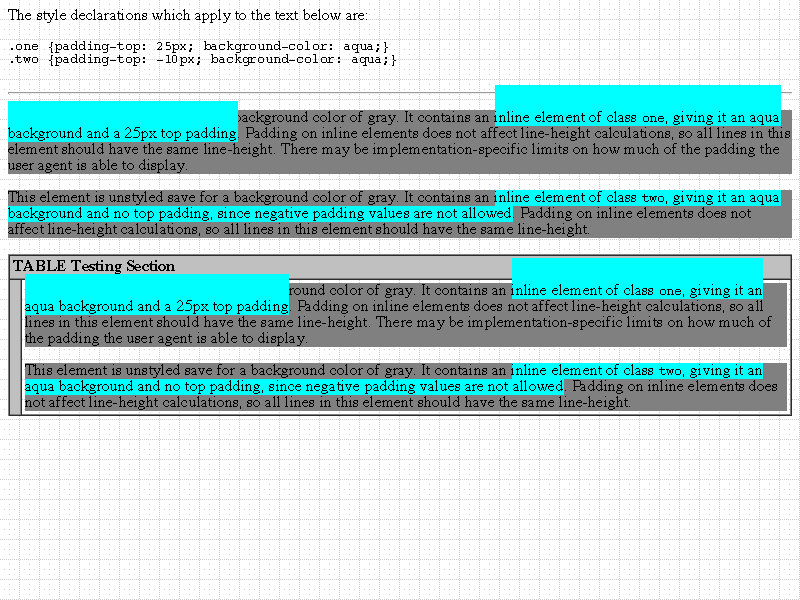 The style declarations which apply to the text below are:
.one {padding-top: 25px; background-color: aqua;}
.two {padding-top: -10px; background-color: aqua;}
background color of gray. It contains an inline element of class one, giving it an aqua
background and a 25px top padding. Padding on inline elements does not affect line-height calculations, so all lines in this
element should have the same line-height. There may be implementation-specific limits on how much of the padding the
user agent is able to display.
This element is unstyled save for a background color of gray. It contains an inline element of class two, giving it an aqua
background and no top padding, since negative padding values are not allowed. Padding on inline elements does not
affect line-height calculations, so all lines in this element should have the same line-height.
TABLE Testing Section
round color of gray. It contains an inline element of class one, giving it an
aqua background and a 25px top padding. Padding on inline elements does not affect line-height calculations, so all
lines in this element should have the same line-height. There may be implementation-specific limits on how much of
the padding the user agent is able to display.
This element is unstyled save for a background color of gray. It contains an inline element of class two, giving it an
aqua background and no top padding, since negative padding values are not allowed. Padding on inline elements does
not affect line-height calculations, so all lines in this element should have the same line-height.